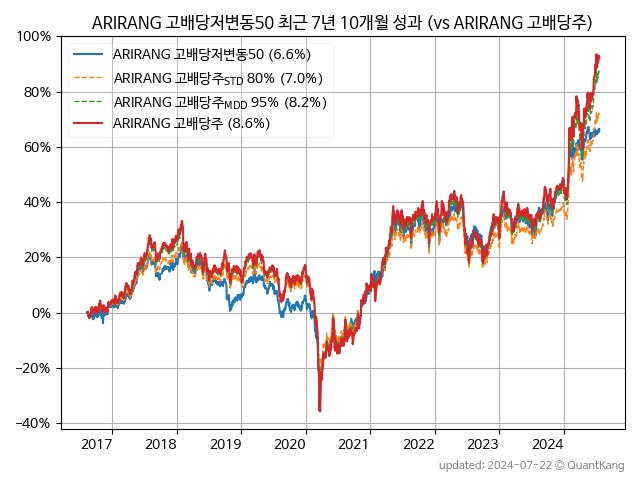 ARIRANG 고배당저변동50 최근 7년 10개월 성과 (vs ARIRANG 고배당주)
100%
80%
60%
40%
20%
0%
−20%
−40%
ARIRANG 고배당저변동50 (6.6%)
ARIRANG 고배당주STD 80% (7.0%)
ARIRANG 고배당주MDD 95% (8.2%)
ARIRANG 고배당주 (8.6%)
2017 2018 2019 2020 2021 2022 2023 2024
updated: 2024-07-22 © QuantKang